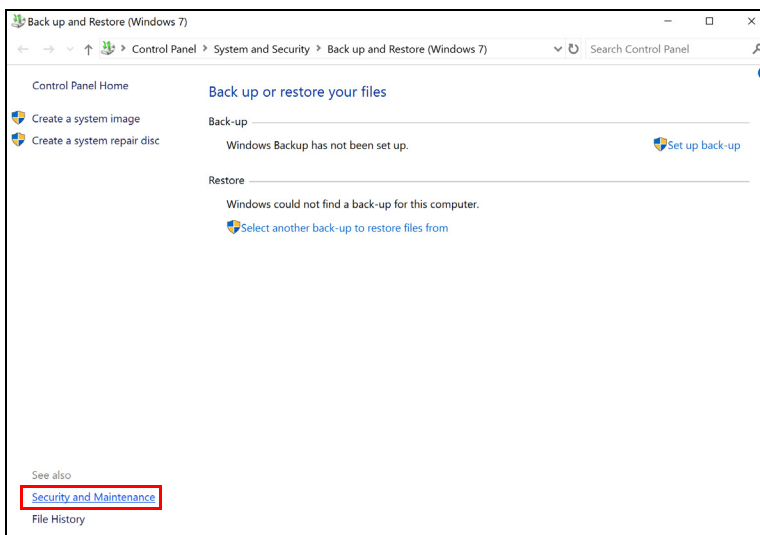 Back up and Restore (Windows 7)
Control Panel > System and Security > Back up and Restore (Windows 7)
Search Control Panel
Control Panel Home
Create a system image
Create a system repair disc
Back up or restore your files
Back-up
Windows Backup has not been set up.
Set up back-up
Restore
Windows could not find a back-up for this computer.
Select another back-up to restore files from
See also
Security and Maintenance
File History